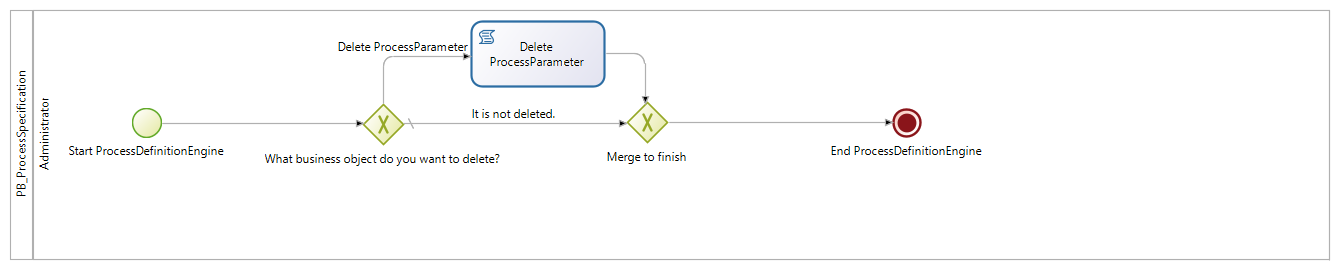 PB_ProcessSpecification
Administrator
Start ProcessDefinitionEngine
What business object do you want to delete?
Delete ProcessParameter
Delete
ProcessParameter
It is not deleted.
Merge to finish
End ProcessDefinitionEngine